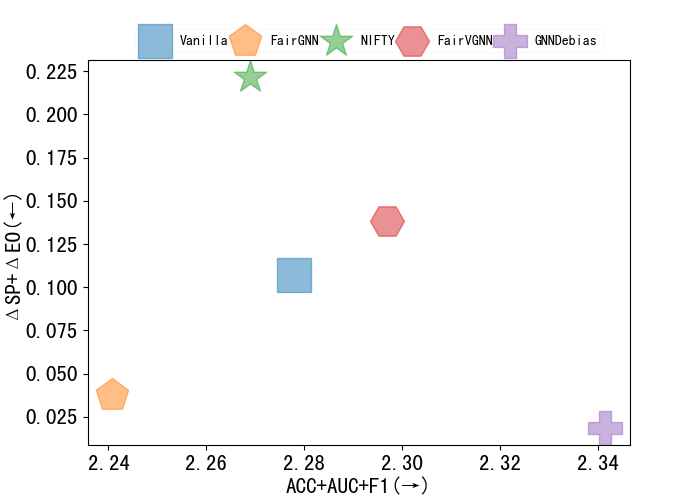 Vanilla FairGNN NIFTY FairVGNN GNNDebias
0.225
0.200
0.175
0.150
0.125
0.100
0.075
0.050
0.025
ΔSP+ΔEO(←)
2.24 2.26 2.28 2.30 2.32 2.34
ACC+AUC+F1(→)